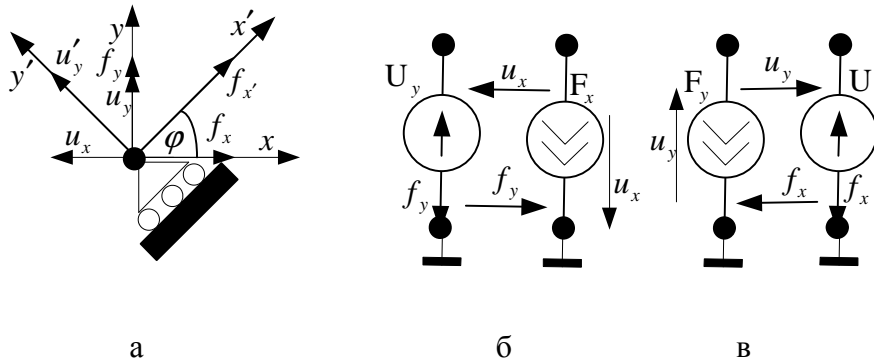 y x′
y′ u′y fy fx′
uy
ux φ fx x
Uy ux Fx
fy fy ux
Fy uy U
uy fx fx
а б в